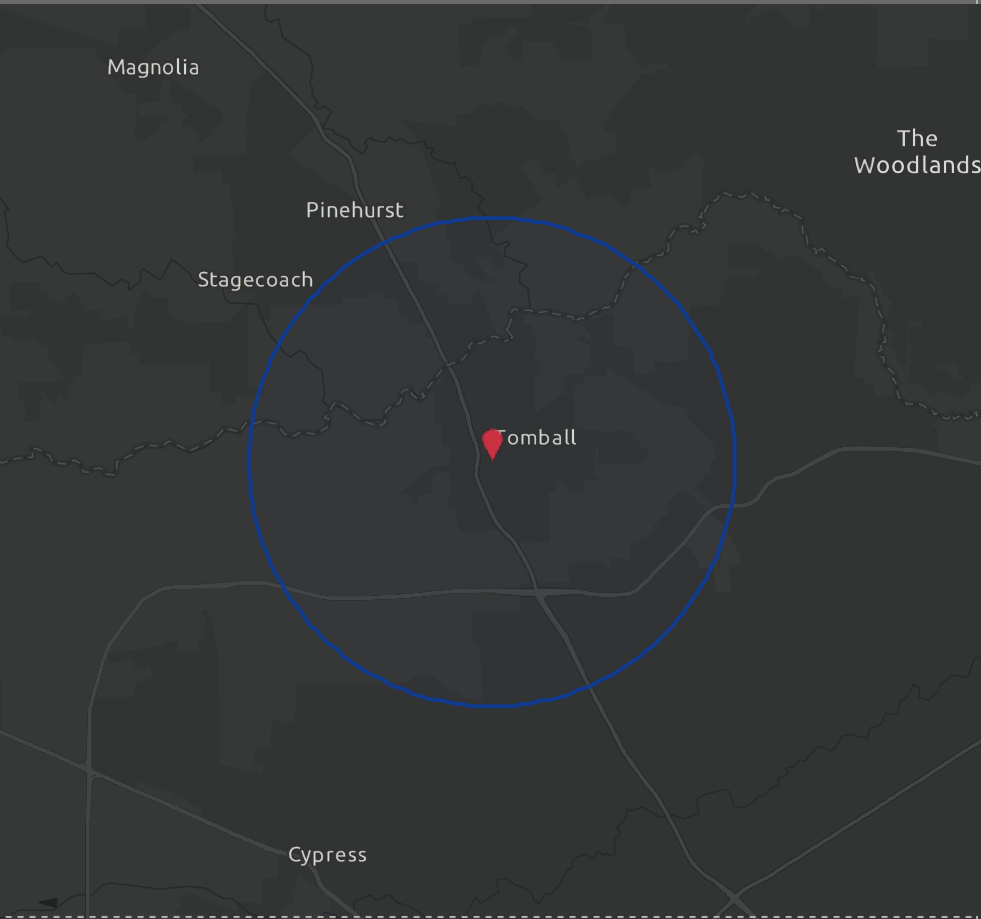 Magnolia
The
Woodlands
Pinehurst
Stagecoach
Tomball
Cypress